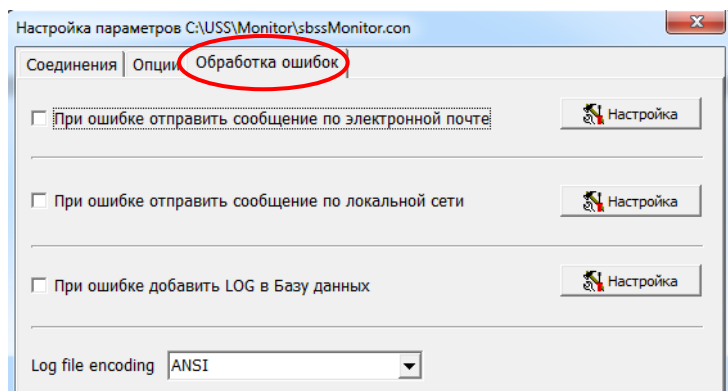 Настройка параметров C:\USS\Monitor\sbssMonitor.con
Соединения Опции Обработка ошибок
При ошибке отправить сообщение по электронной почте Настройка
При ошибке отправить сообщение по локальной сети Настройка
При ошибке добавить LOG в Базу данных Настройка
Log file encoding ANSI